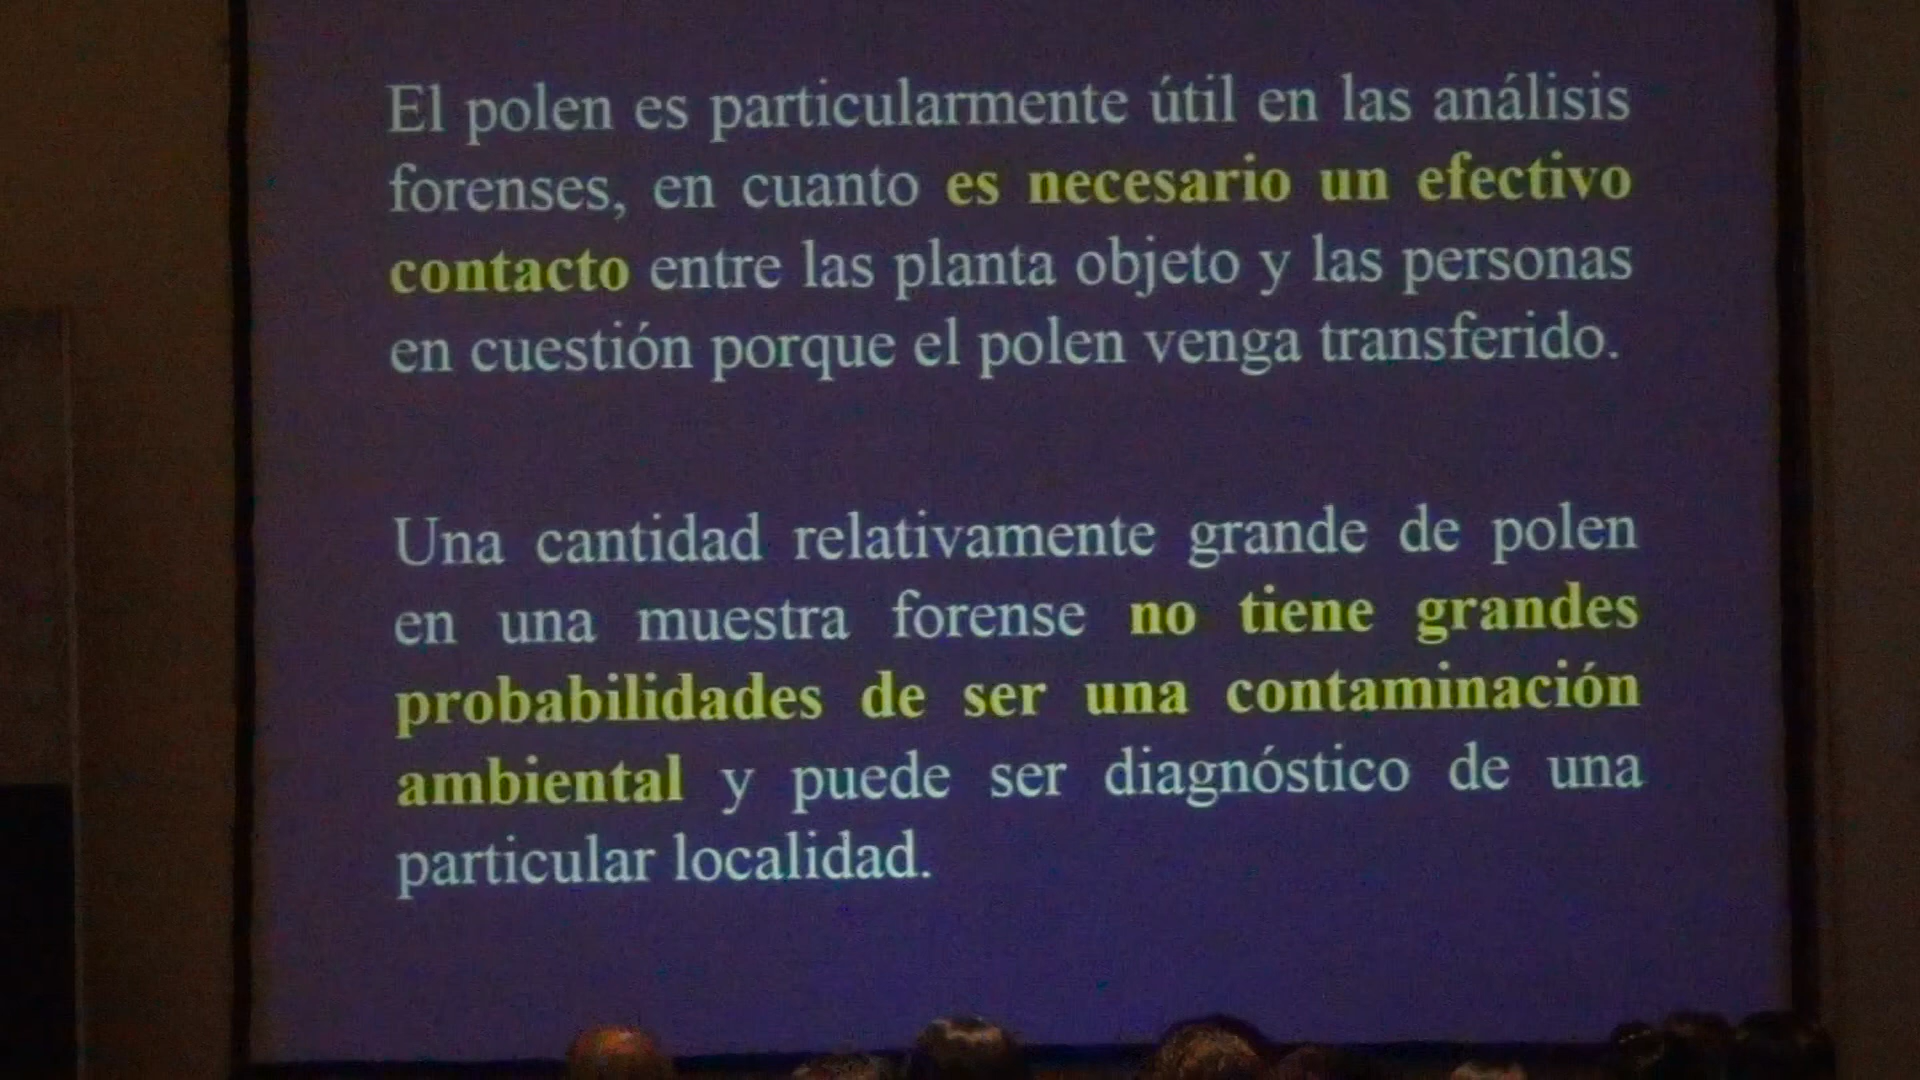 El polen es particularmente útil en las análisis
forenses, en cuanto es necesario un efectivo
contacto entre las planta objeto y las personas
en cuestión porque el polen venga transferido.
Una cantidad relativamente grande de polen
en una muestra forense no tiene grandes
probabilidades de ser una contaminación
ambiental y puede ser diagnóstico de una
particular localidad.